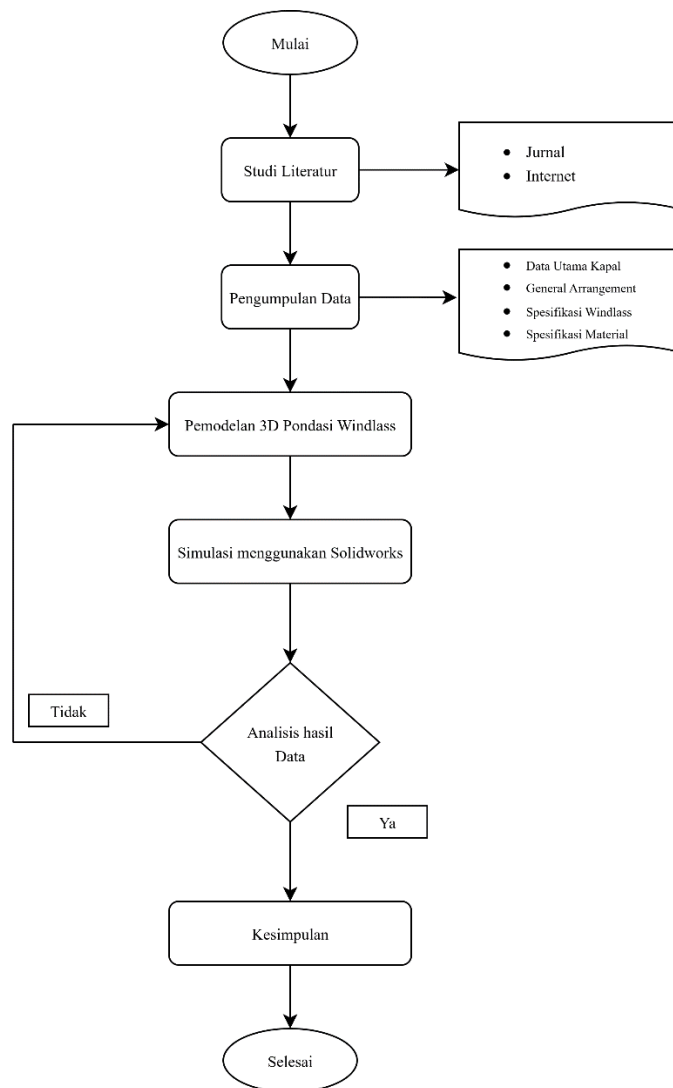 Mulai
Studi Literatur
Jurnal
Internet
Pengumpulan Data
Data Utama Kapal
General Arrangement
Spesifikasi Windlass
Spesifikasi Material
Pemodelan 3D Pondasi Windlass
Simulasi menggunakan Solidworks
Tidak
Analisis hasil
Data
Ya
Kesimpulan
Selesai